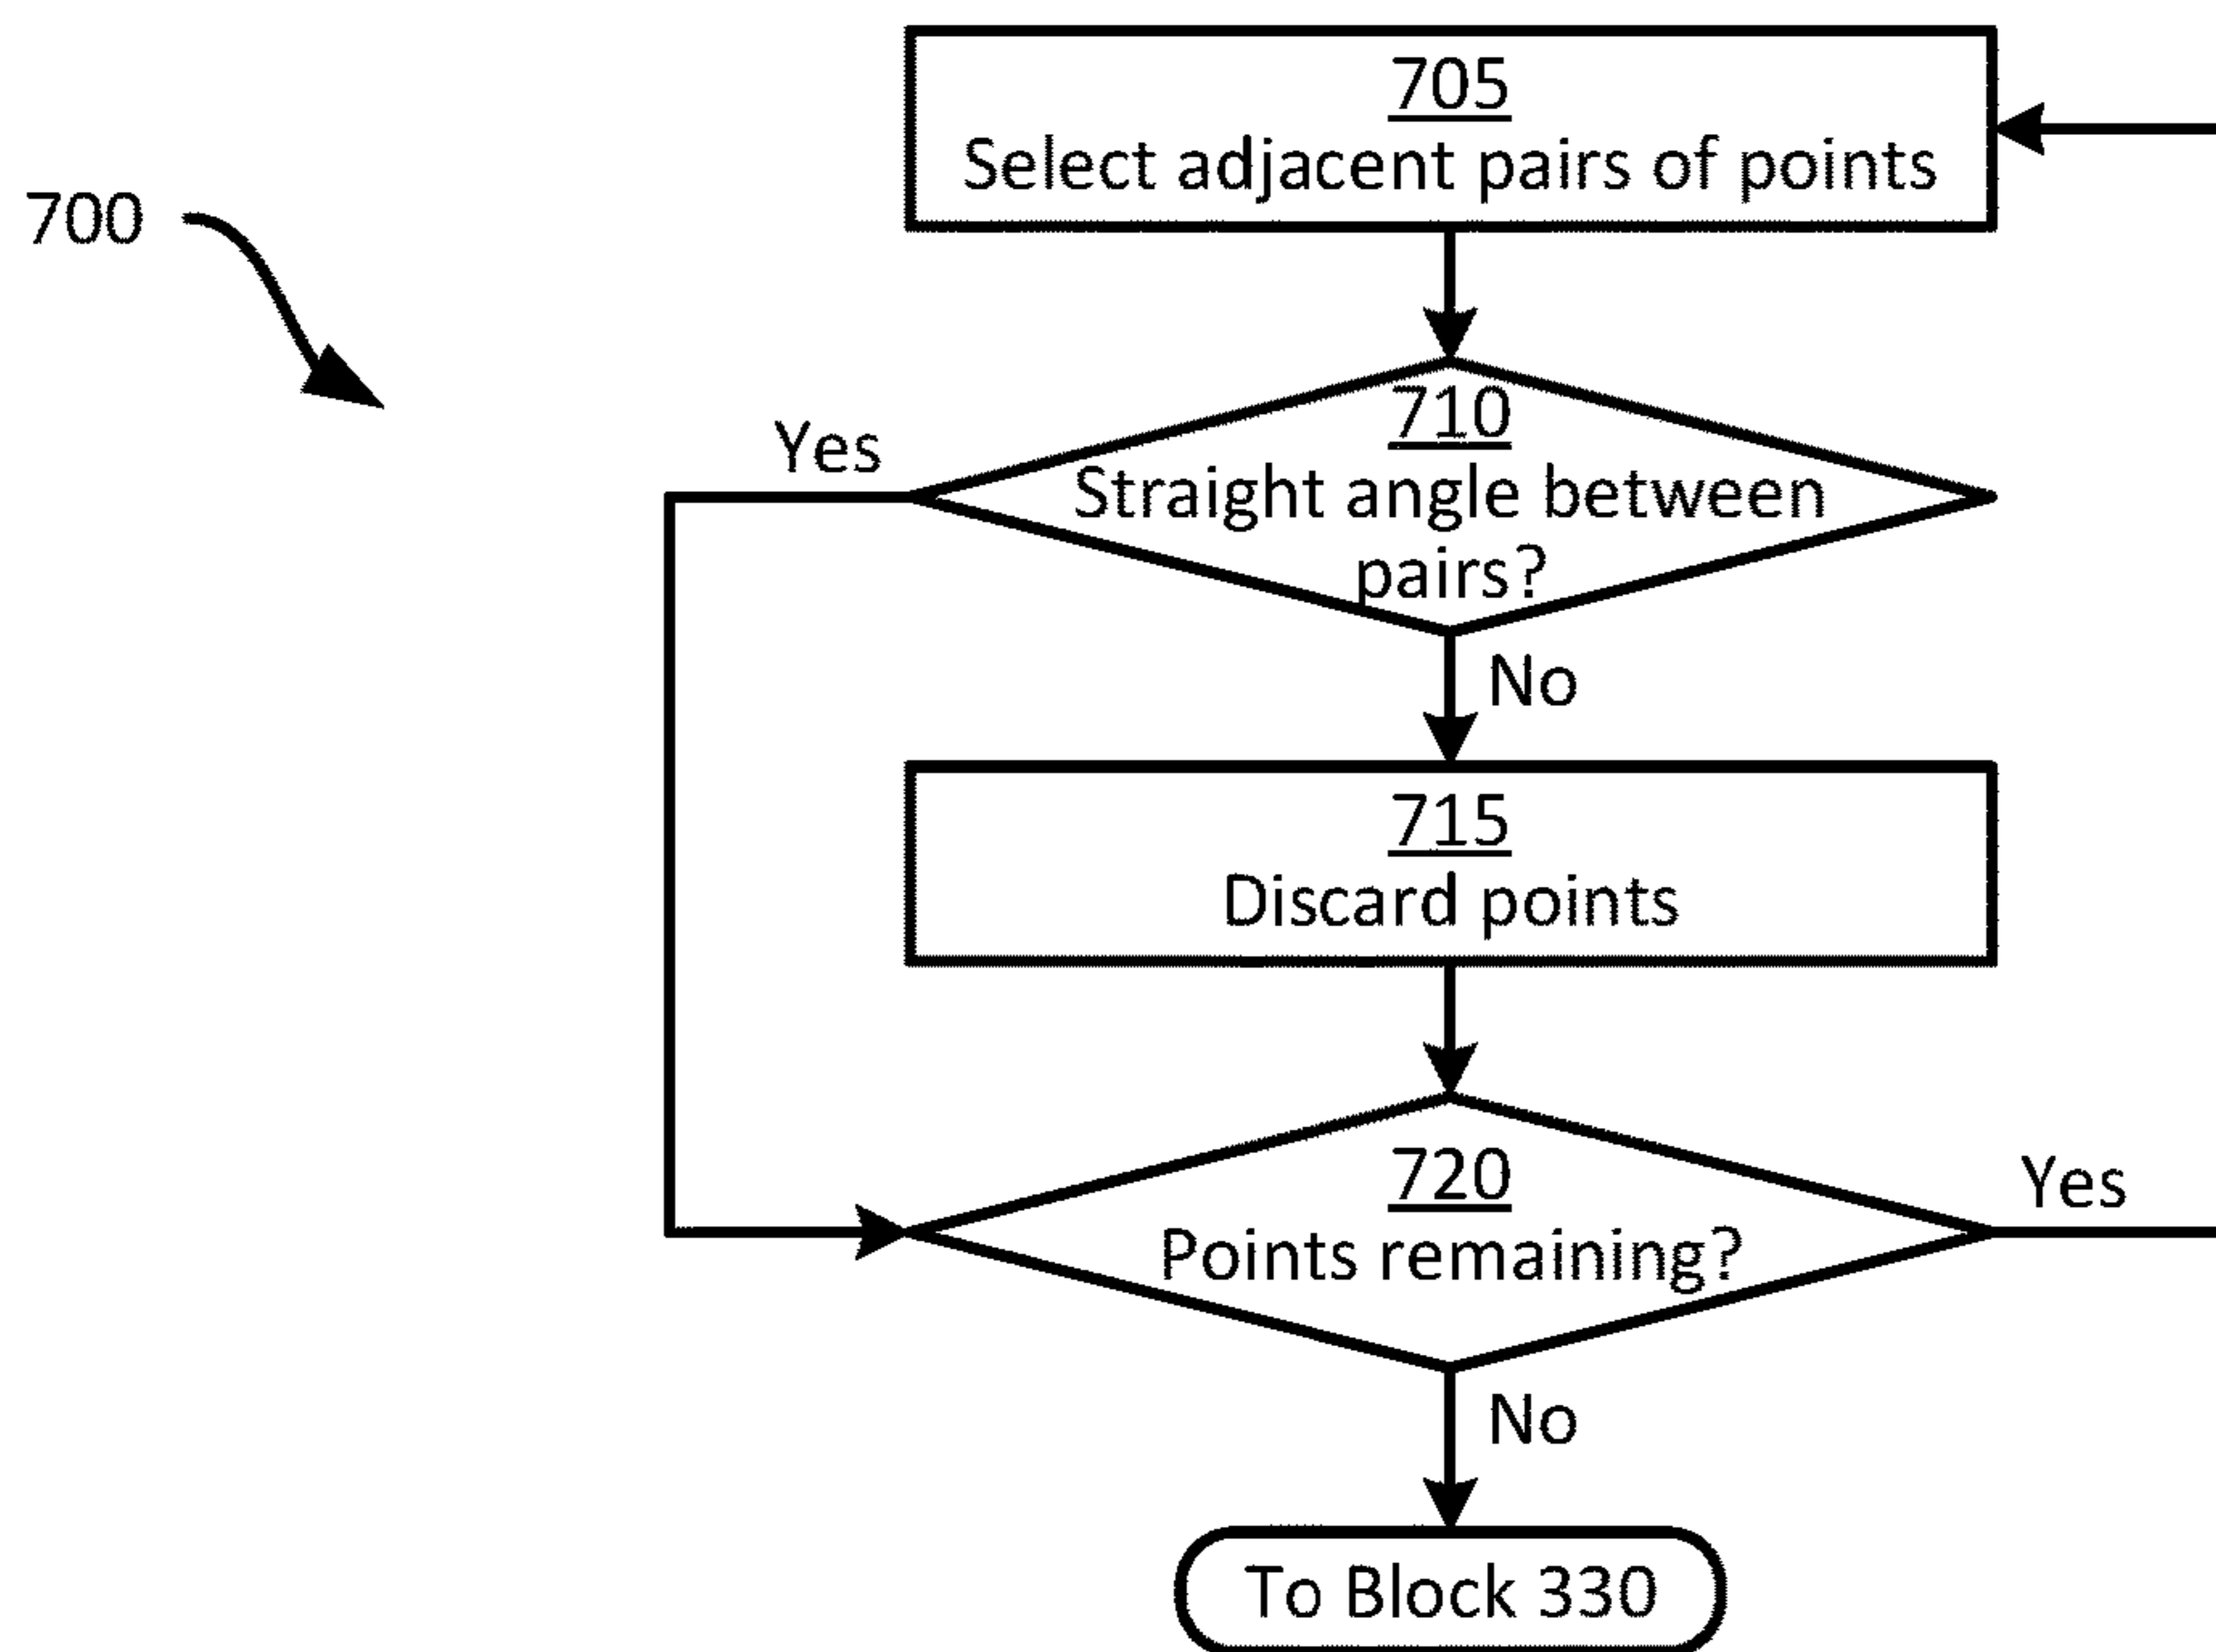 700
705
Select adjacent pairs of points
710
Straight angle between
pairs?
Yes
No
715
Discard points
720
Points remaining?
Yes
No
To Block 330